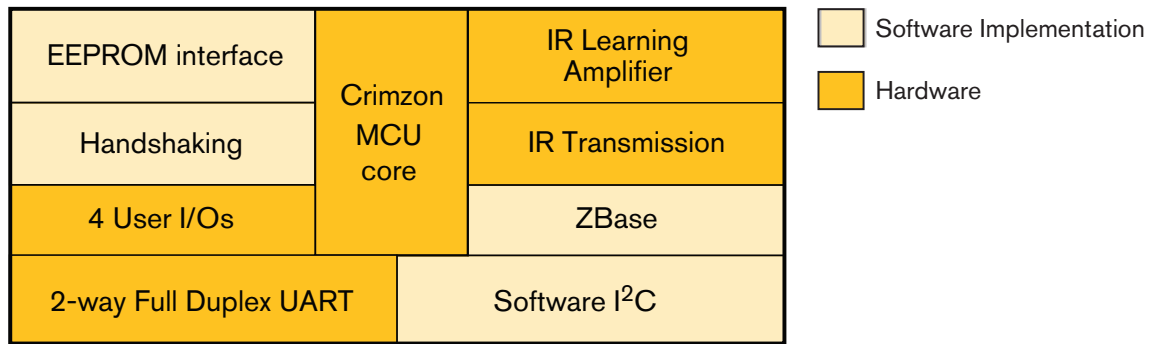 EEPROM interface
Handshaking
4 User I/Os
2-way Full Duplex UART
Crimzon
MCU
core
IR Learning
Amplifier
IR Transmission
ZBase
Software I²C
Software Implementation
Hardware